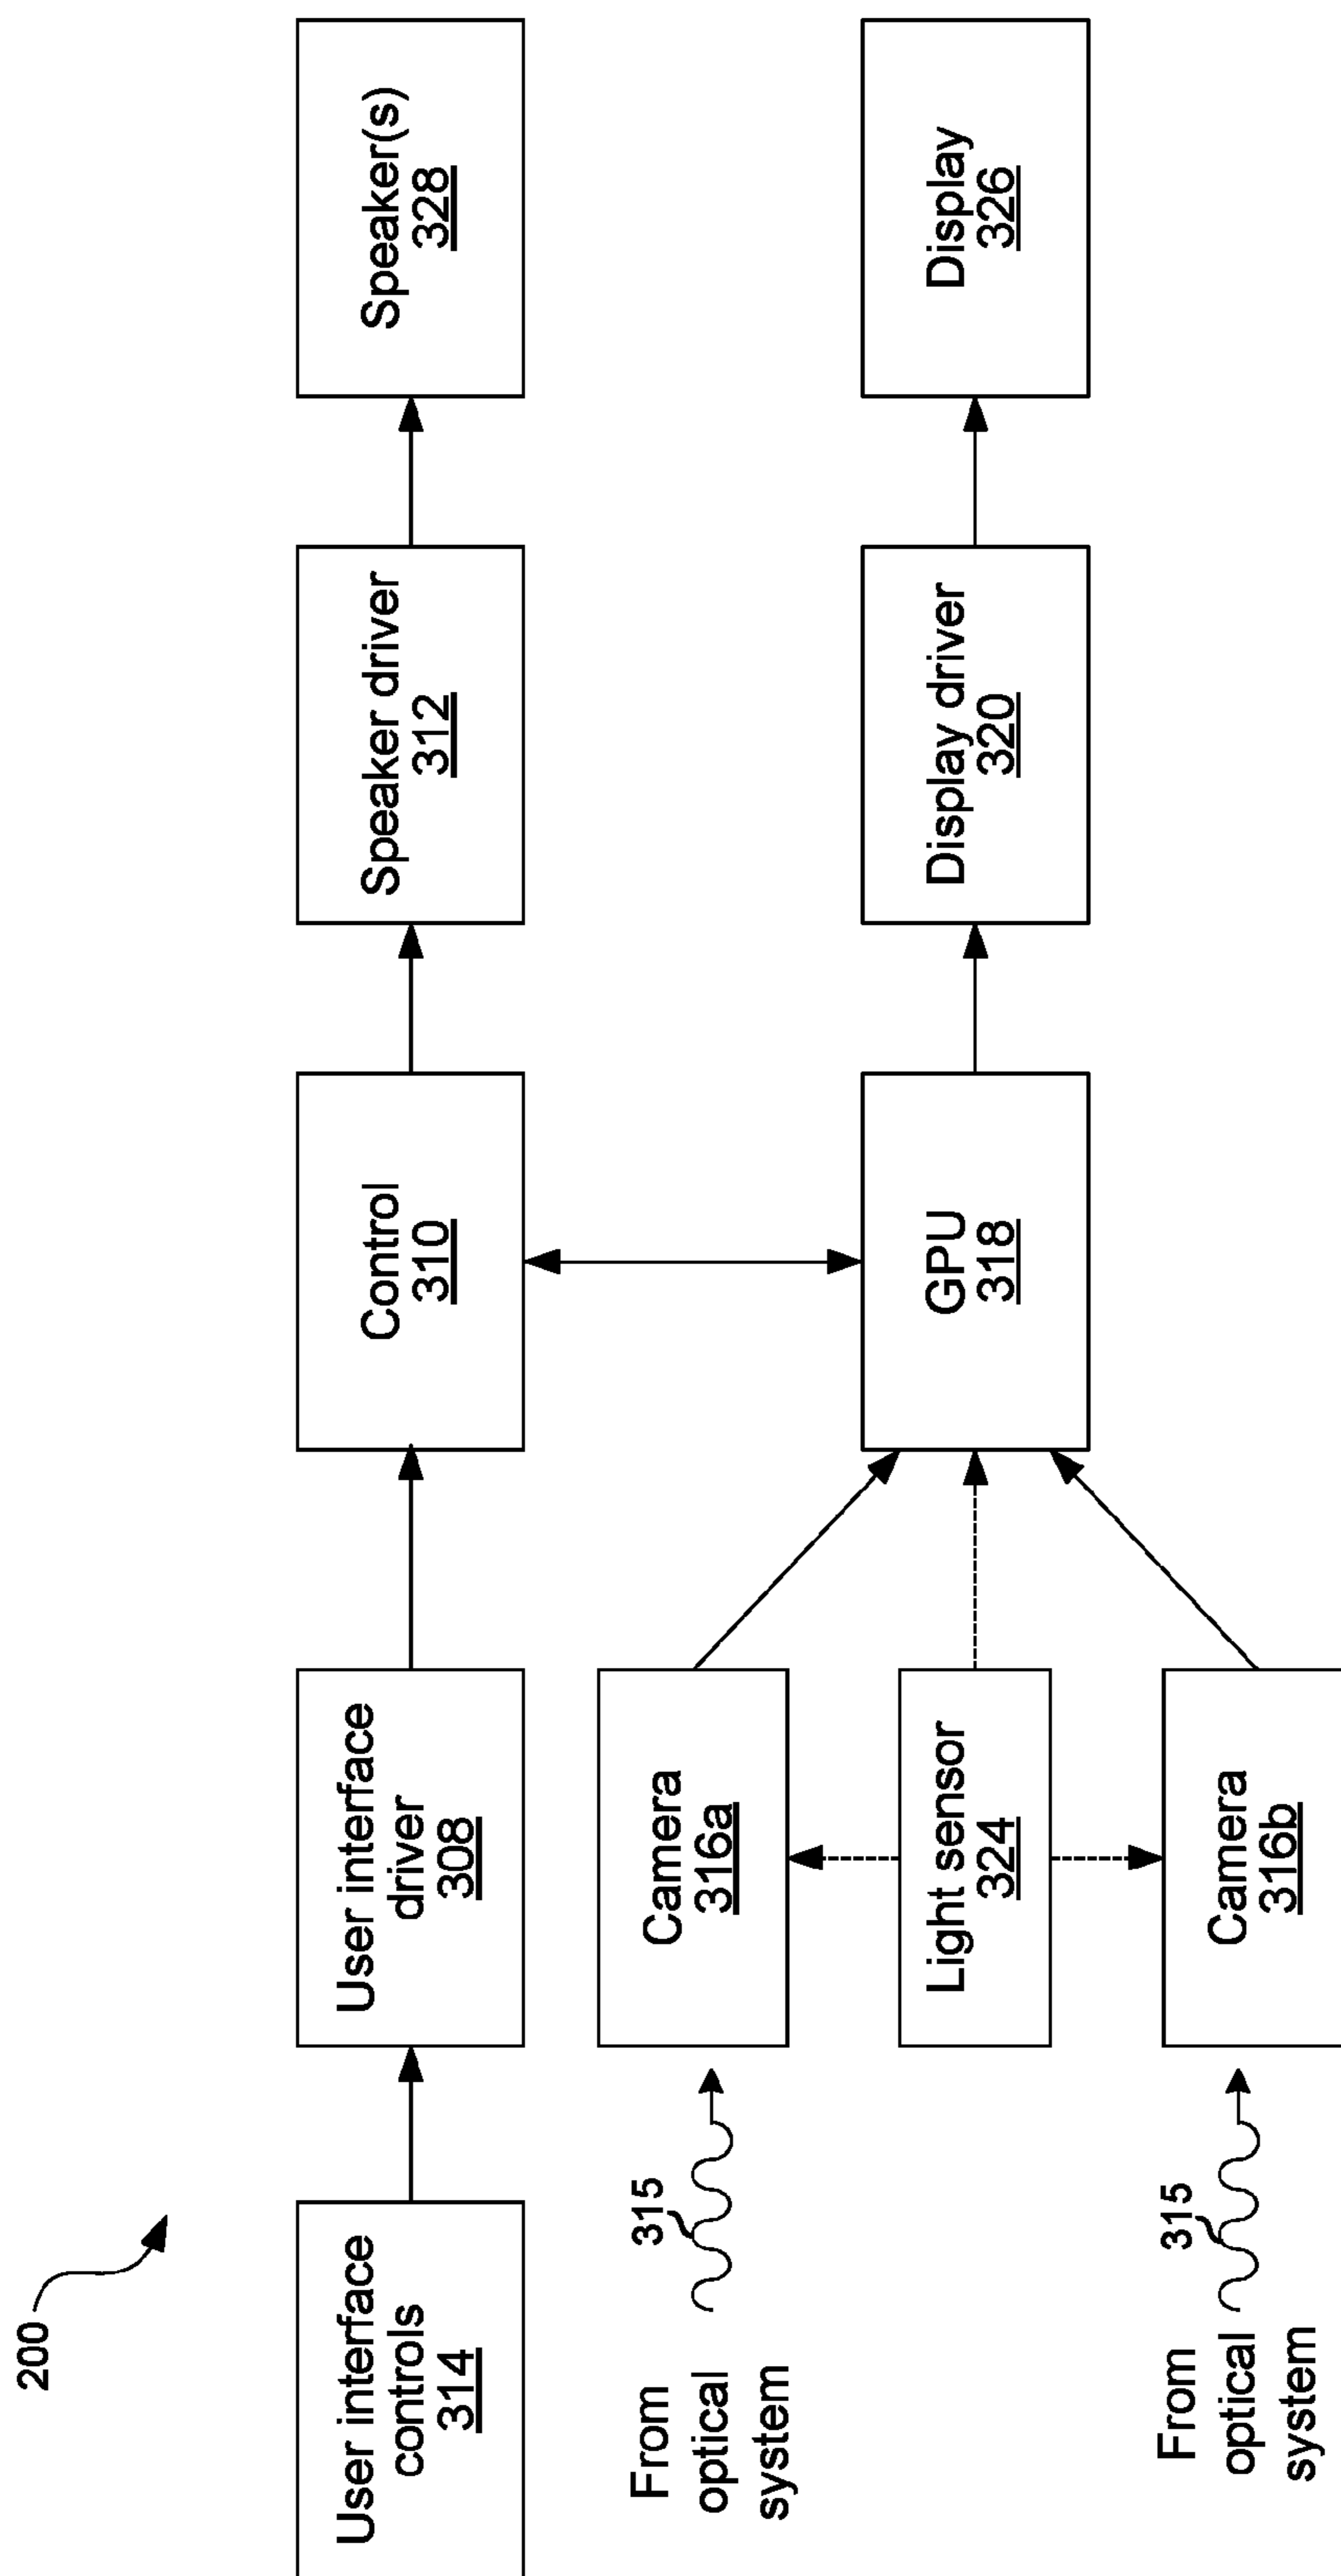 200
User interface
controls
314
User interface
driver
308
Control
310
Speaker driver
312
Speaker(s)
328
From
optical
system
315
Camera
316a
Light sensor
324
GPU
318
Display driver
320
Display
326
From
optical
system
315
Camera
316b